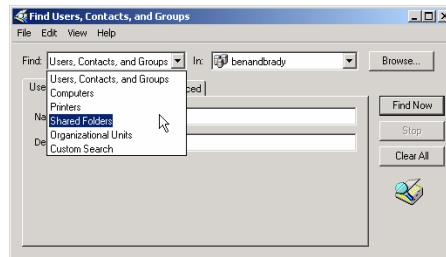 Find Users, Contacts, and Groups
File Edit View Help
Find: Users, Contacts, and Groups In: benandbrady Browse...
Users, Contacts, and Groups
Computers
Printers
Shared Folders
Organizational Units
Custom Search
Find Now
Stop
Clear All